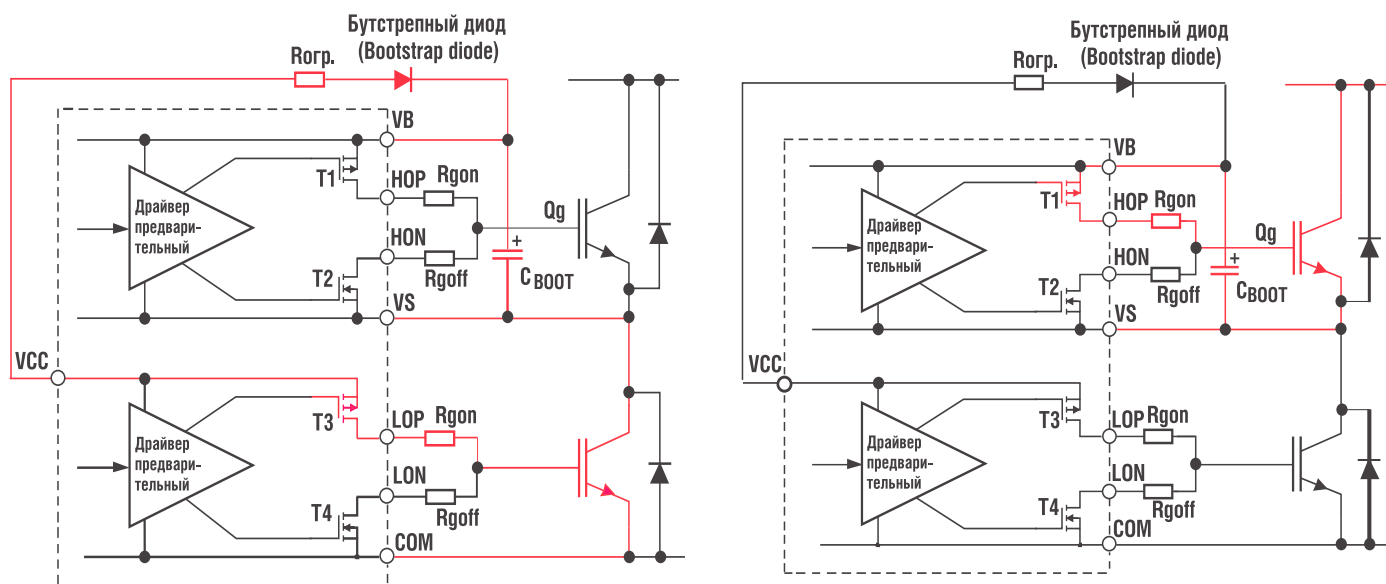 Бутстрепный диод
(Bootstrap diode)
Rогр.
VB
T1
HOP
Rgon
Драйвер
предвари-
тельный
Qg
HON
+
T2
Rgoff
CBOOT
VS
VCC
T3
LOP
Rgon
Драйвер
предвари-
тельный
LON
T4
Rgoff
COM
Бутстрепный диод
(Bootstrap diode)
Rогр.
VB
T1
HOP
Rgon
Драйвер
предвари-
тельный
Qg
HON
+
T2
Rgoff
CBOOT
VS
VCC
T3
LOP
Rgon
Драйвер
предвари-
тельный
LON
T4
Rgoff
COM